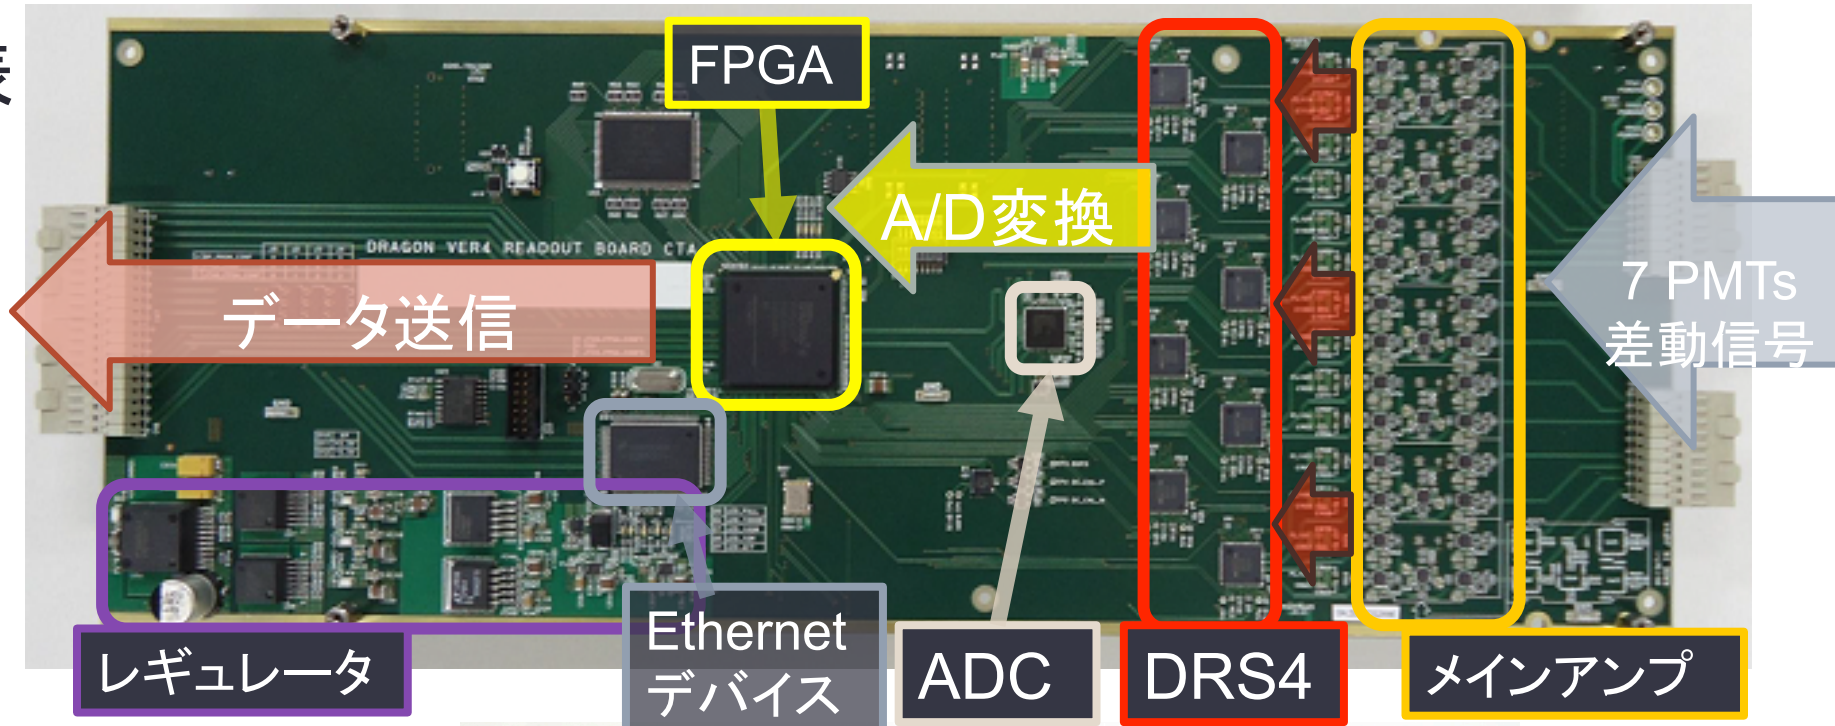 表
FPGA
A/D変換
DRAGON VER4 READOUT BOARD CTA
データ送信
7 PMTs
差動信号
Ethernet
デバイス
レギュレータ
ADC
DRS4
メインアンプ